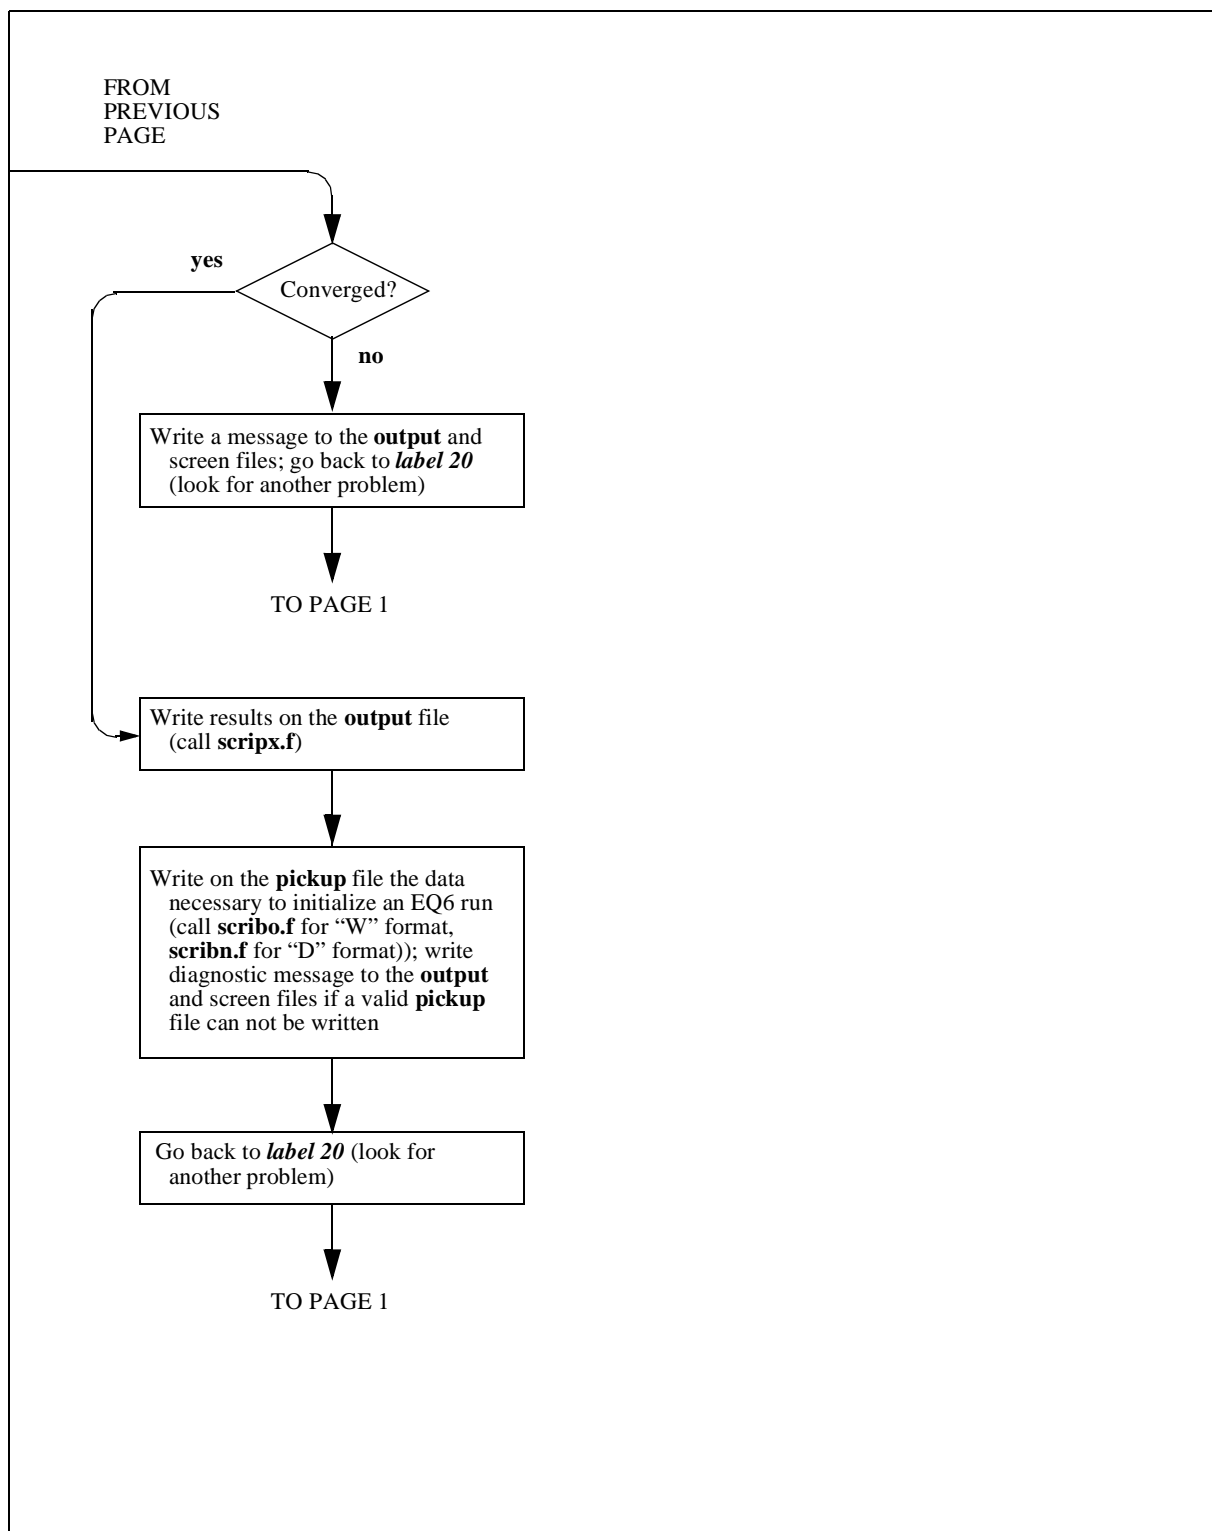 FROM
PREVIOUS
PAGE
yes
Converged?
no
Write a message to the output and
screen files; go back to label 20
(look for another problem)
TO PAGE 1
Write results on the output file
(call scripx.f)
Write on the pickup file the data
necessary to initialize an EQ6 run
(call scribo.f for “W” format,
scribn.f for “D” format)); write
diagnostic message to the output
and screen files if a valid pickup
file can not be written
Go back to label 20 (look for
another problem)
TO PAGE 1